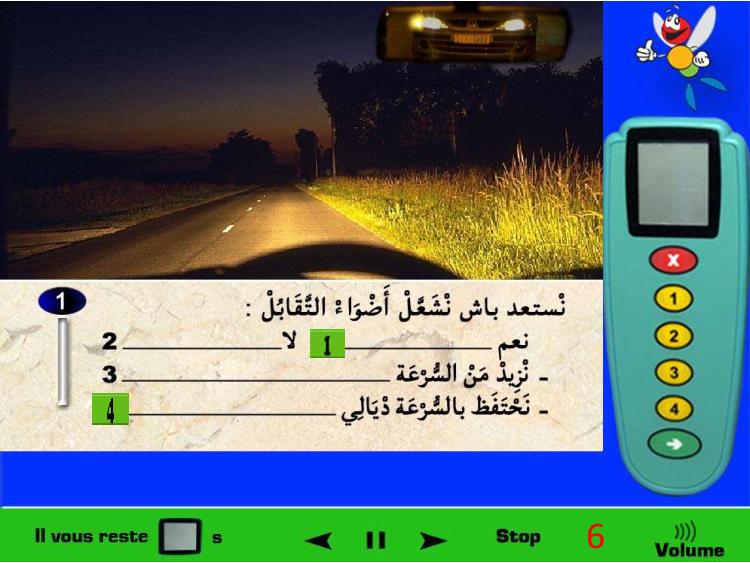 1
نْستعد باش نْشَعَّلْ أَضْوَاءْ التَّقَابُلْ :
نعم 1 لا 2
- نْزِيدْ مَنْ السُّرْعَة 3
- نَحْتَفَظ بالسُّرْعَة دْيَالِي 4
X
1
2
3
4
Il vous reste s Stop 6 Volume